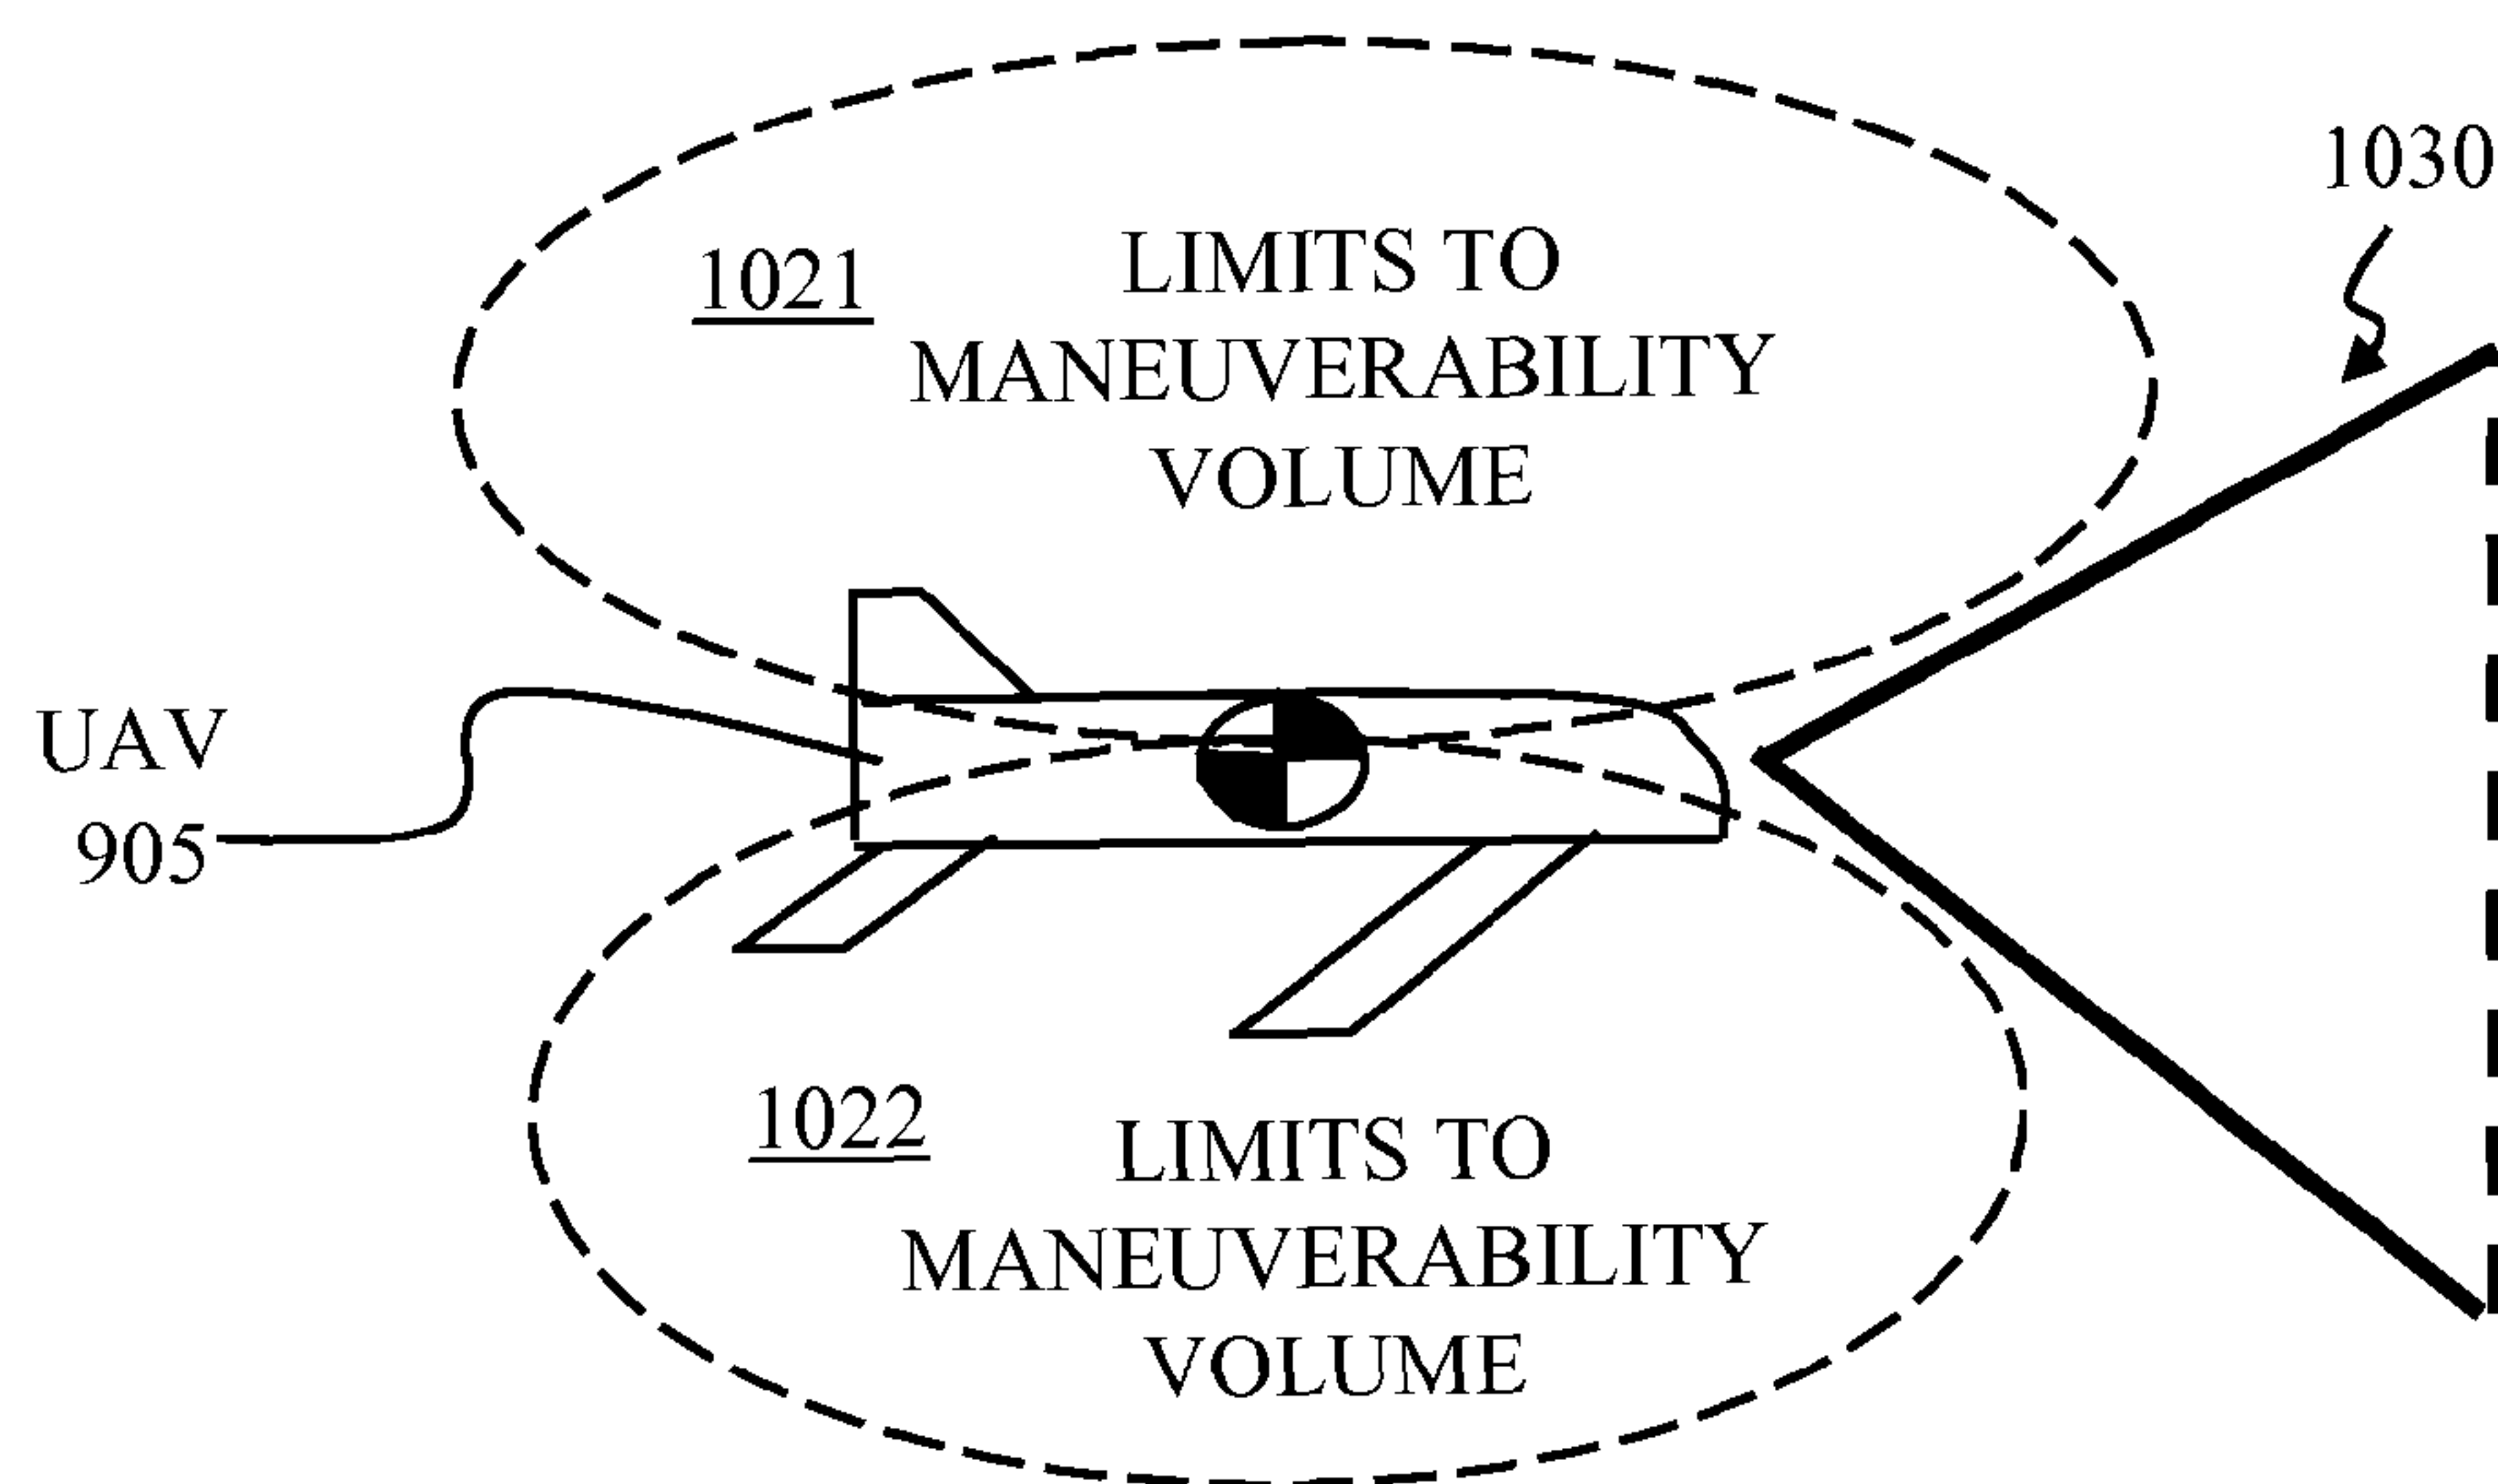 1030
1021
LIMITS TO
MANEUVERABILITY
VOLUME
UAV
905
1022
LIMITS TO
MANEUVERABILITY
VOLUME